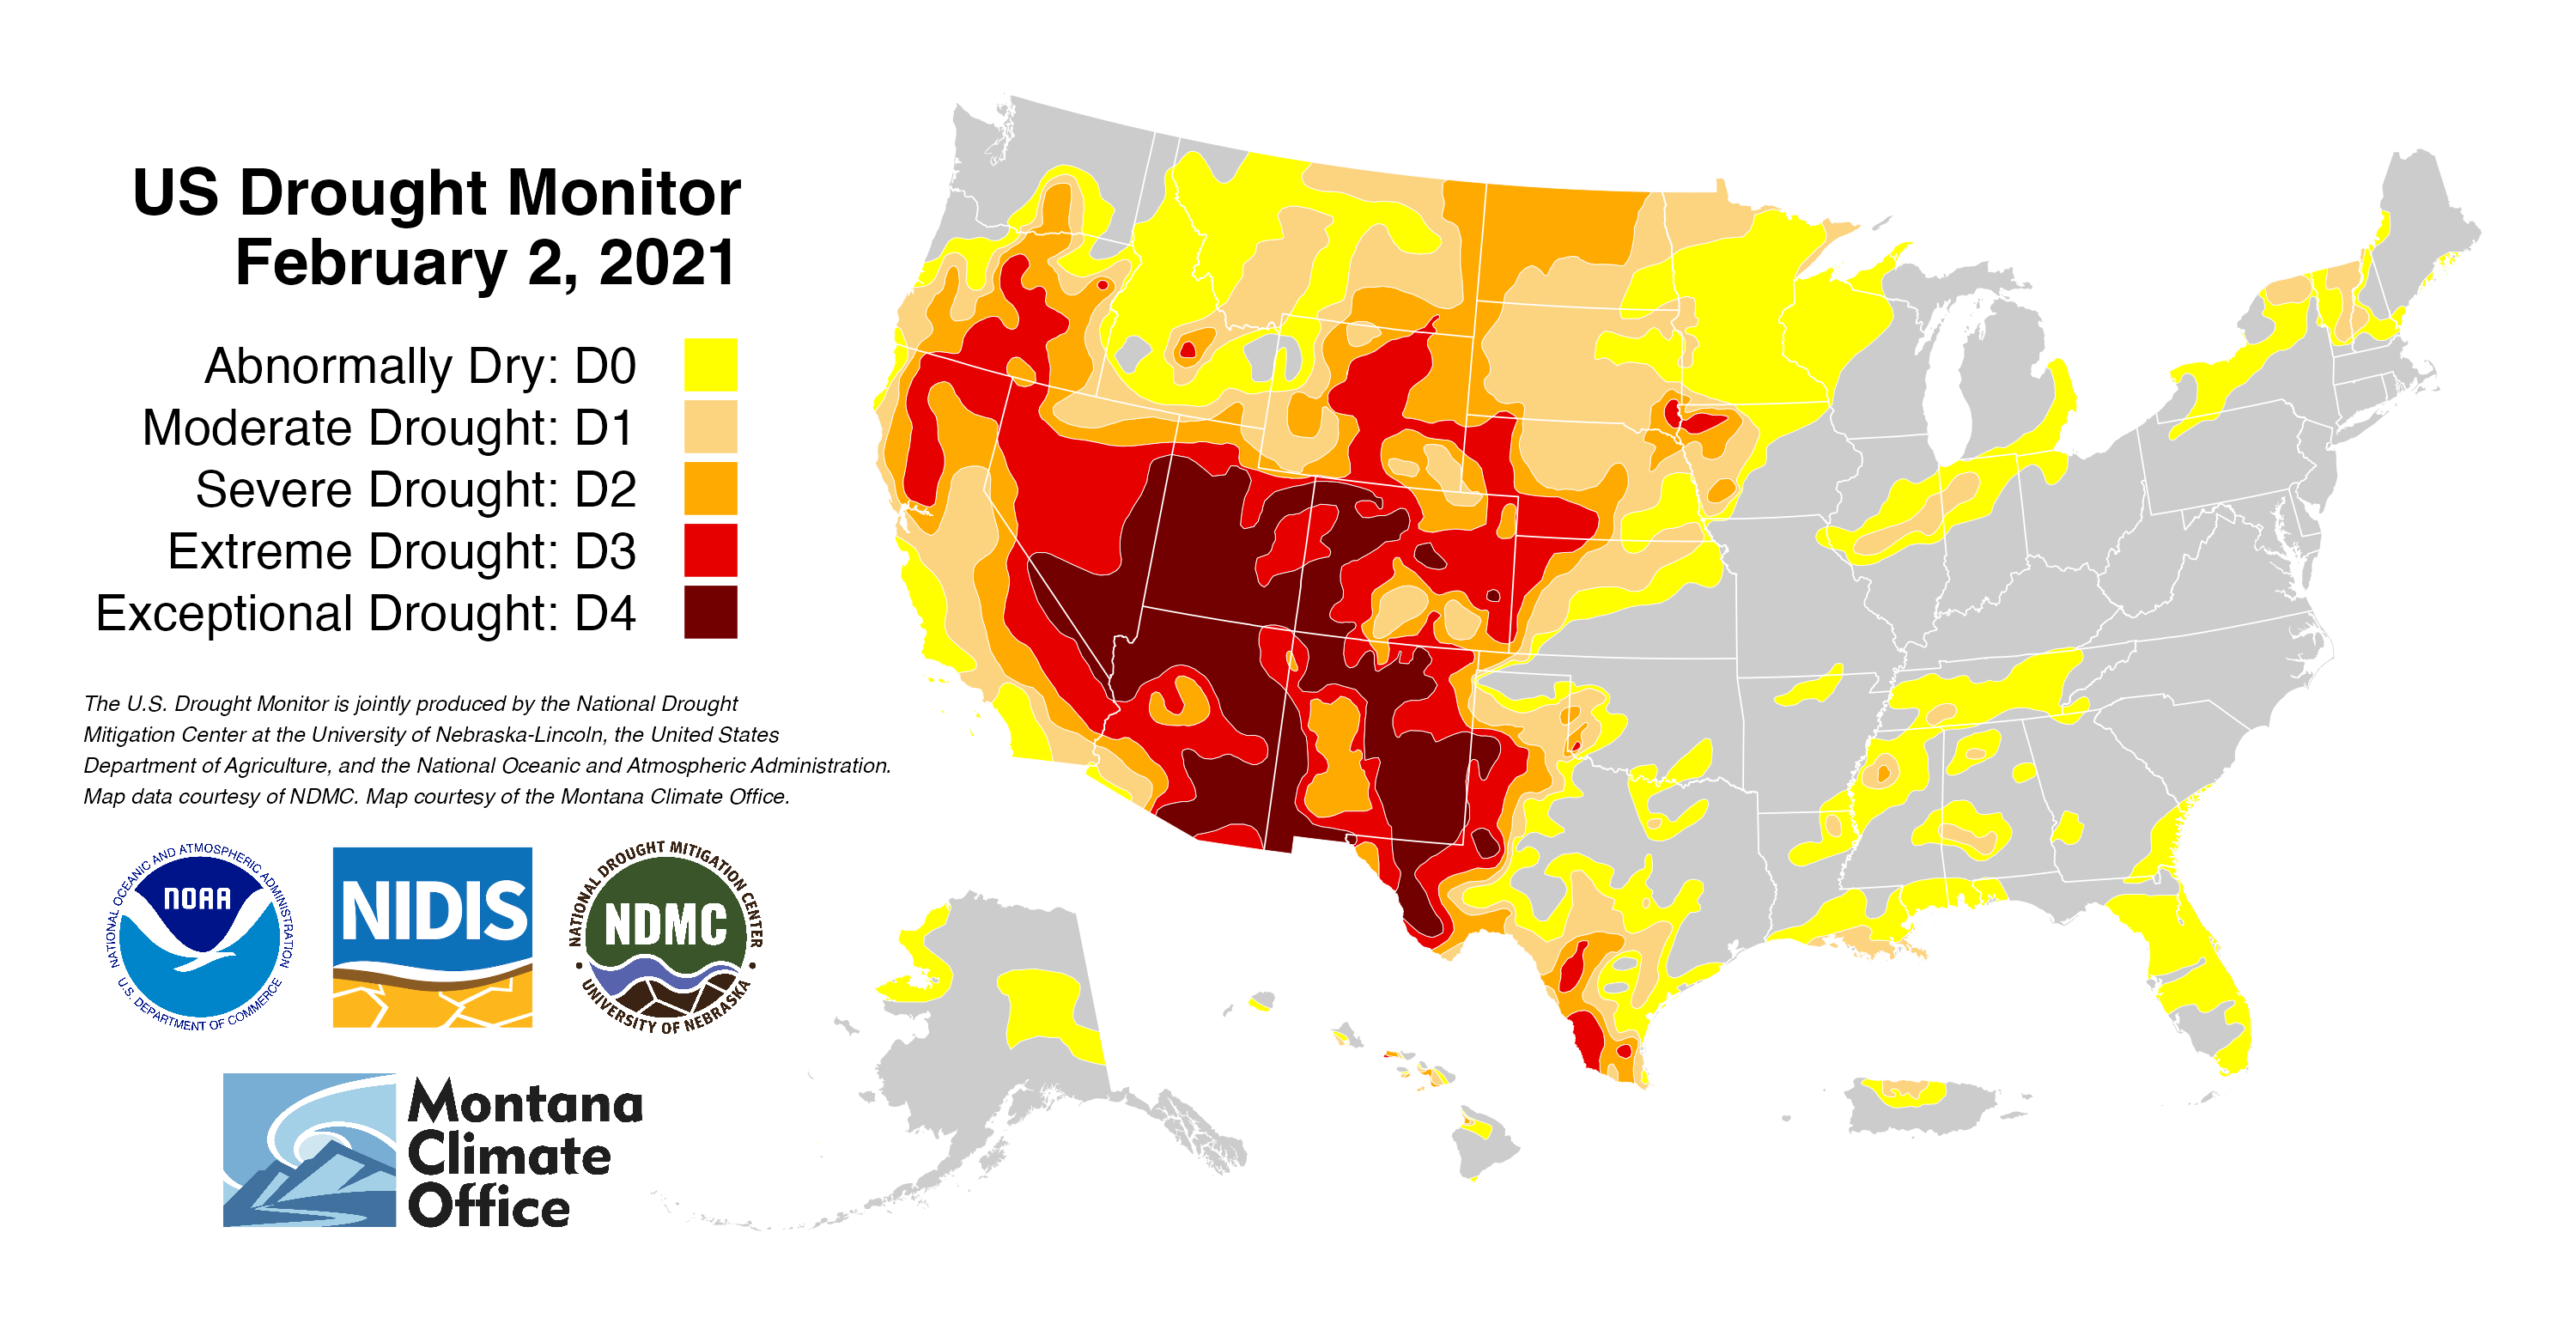 US Drought Monitor
February 2, 2021
Abnormally Dry: D0
Moderate Drought: D1
Severe Drought: D2
Extreme Drought: D3
Exceptional Drought: D4
The U.S. Drought Monitor is jointly produced by the National Drought
Mitigation Center at the University of Nebraska-Lincoln, the United States
Department of Agriculture, and the National Oceanic and Atmospheric Administration.
Map data courtesy of NDMC. Map courtesy of the Montana Climate Office.
NATIONAL OCEANIC AND ATMOSPHERIC ADMINISTRATION
NOAA
U.S. DEPARTMENT OF COMMERCE
NIDIS
NATIONAL DROUGHT MITIGATION CENTER
NDMC
UNIVERSITY OF NEBRASKA
Montana
Climate
Office